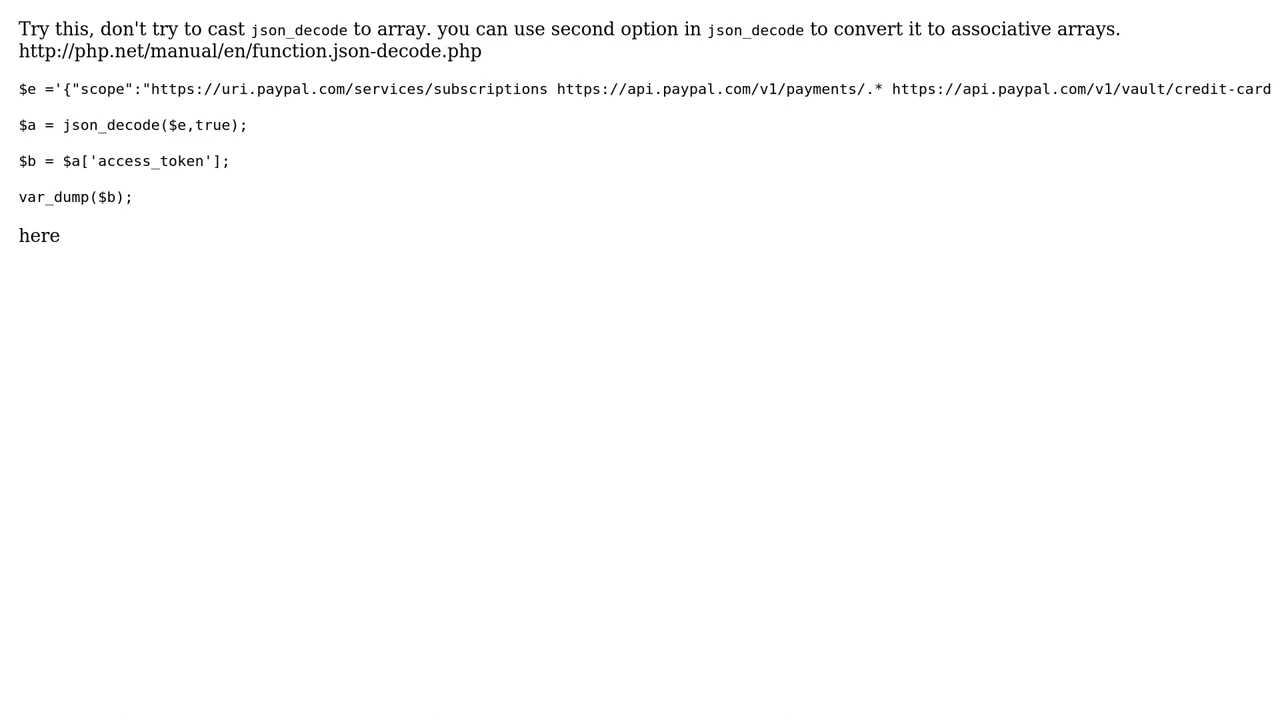 Try this, don't try to cast json_decode to array. you can use second option in json_decode to convert it to associative arrays.
http://php.net/manual/en/function.json-decode.php
$e ='{"scope":"https://uri.paypal.com/services/subscriptions https://api.paypal.com/v1/payments/.* https://api.paypal.com/v1/vault/credit-card
$a = json_decode($e,true);
$b = $a['access_token'];
var_dump($b);
here